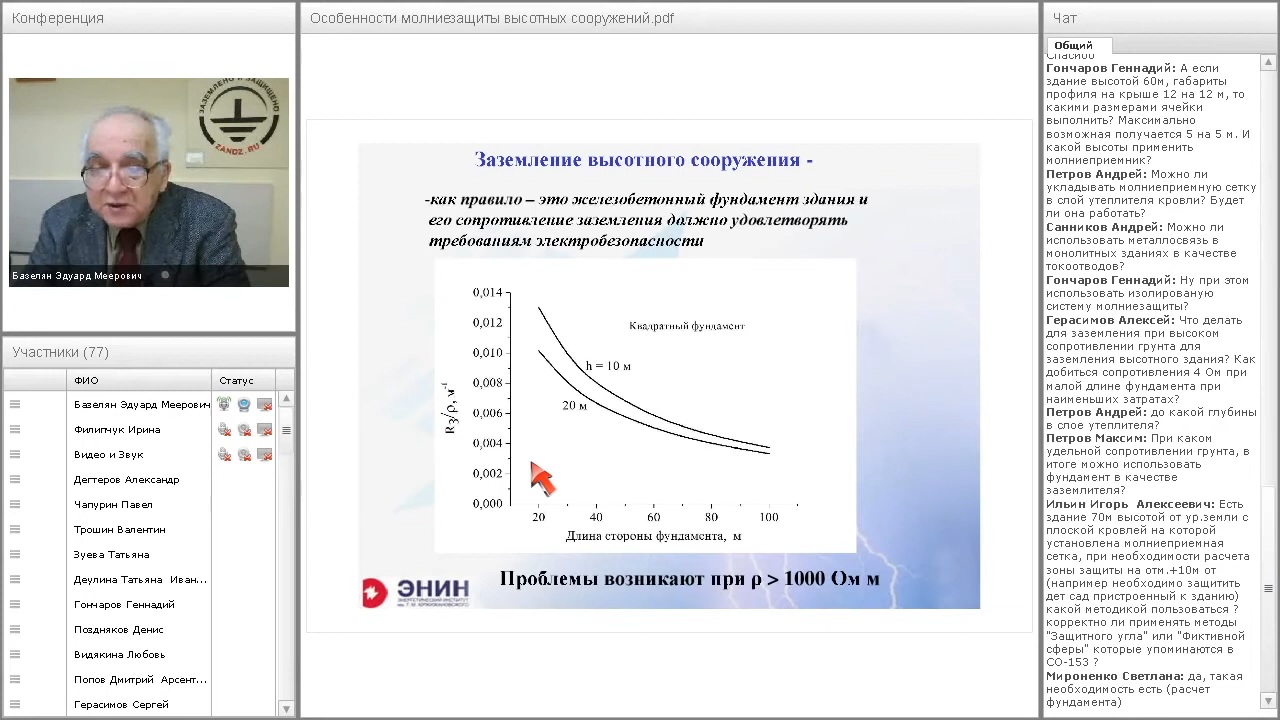 Конференция
ЗАЗЕМЛЕНО И ЗАЩИЩЕНО
ZANDZ.RU
Базелян Эдуард Меерович
Участники (77)
ФИО
Статус
Базелян Эдуард Меерович
Филипчук Ирина
Видео и Звук
Дегтеров Александр
Чапурин Павел
Трошин Валентин
Зуева Татьяна
Деулина Татьяна Иван...
Гончаров Геннадий
Поздняков Денис
Видякина Любовь
Попов Дмитрий Арсент...
Герасимов Сергей
Особенности молниезащиты высотных сооружений.pdf
Заземление высотного сооружения -
-как правило – это железобетонный фундамент здания и
его сопротивление заземления должно удовлетворять
требованиям электробезопасности
0,014
0,012
0,010
0,008
0,006
0,004
0,002
0,000
Rз/ρ, м⁻¹
Квадратный фундамент
h = 10 м
20 м
20 40 60 80 100
Длина стороны фундамента, м
ЭНИН
Проблемы возникают при ρ > 1000 Ом м
Чат
Общий
Спасибо
Гончаров Геннадий: А если
здание высотой 60м, габариты
профиля на крыше 12 на 12 м, то
какими размерами ячейки
выполнить? Максимально
возможная получается 5 на 5 м. И
какой высоты применить
молниеприемник?
Петров Андрей: Можно ли
укладывать молниеприемную сетку
в слой утеплителя кровли? Будет
ли она работать?
Санников Андрей: Можно ли
использовать металлосвязь в
монолитных зданиях в качестве
токоотводов?
Гончаров Геннадий: Ну при этом
использовать изолированую
систему молниезащиты?
Герасимов Алексей: Что делать
для заземления при высоком
сопротивлении грунта для
заземления высотного здания? Как
добиться сопротивления 4 Ом при
малой длине фундамента при
наименьших затратах?
Петров Андрей: до какой глубины
в слое утеплителя?
Петров Максим: При каком
удельной сопротивлении грунта, в
итоге можно использовать
фундамент в качестве
заземлителя?
Ильин Игорь Алексеевич: Есть
здание 70м высотой от ур.земли с
плоской кровлей на которой
установлена молниеприемная
сетка, при необходимости расчета
зоны защиты на отм.+10м от
(например необходимо защитить
дет сад пристроен к зданию)
какой методикой пользоваться ?
корректно ли применять методы
"Защитного угла" или "Фиктивной
сферы" которые упоминаются в
СО-153 ?
Мироненко Светлана: да, такая
необходимость есть (расчет
фундамента)